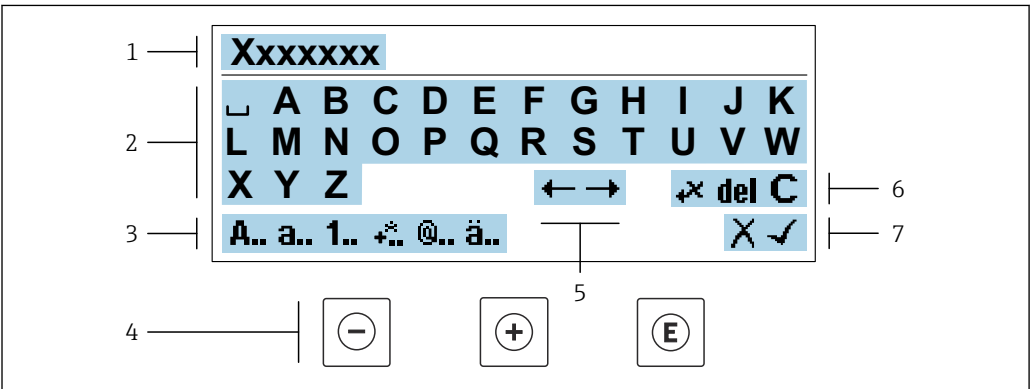 1 Xxxxxxx
2 ␣ A B C D E F G H I J K
L M N O P Q R S T U V W
X Y Z ← → +× del C 6
3 A.. a.. 1.. +*.. @.. ä.. X ✓ 7
5
4 − + E